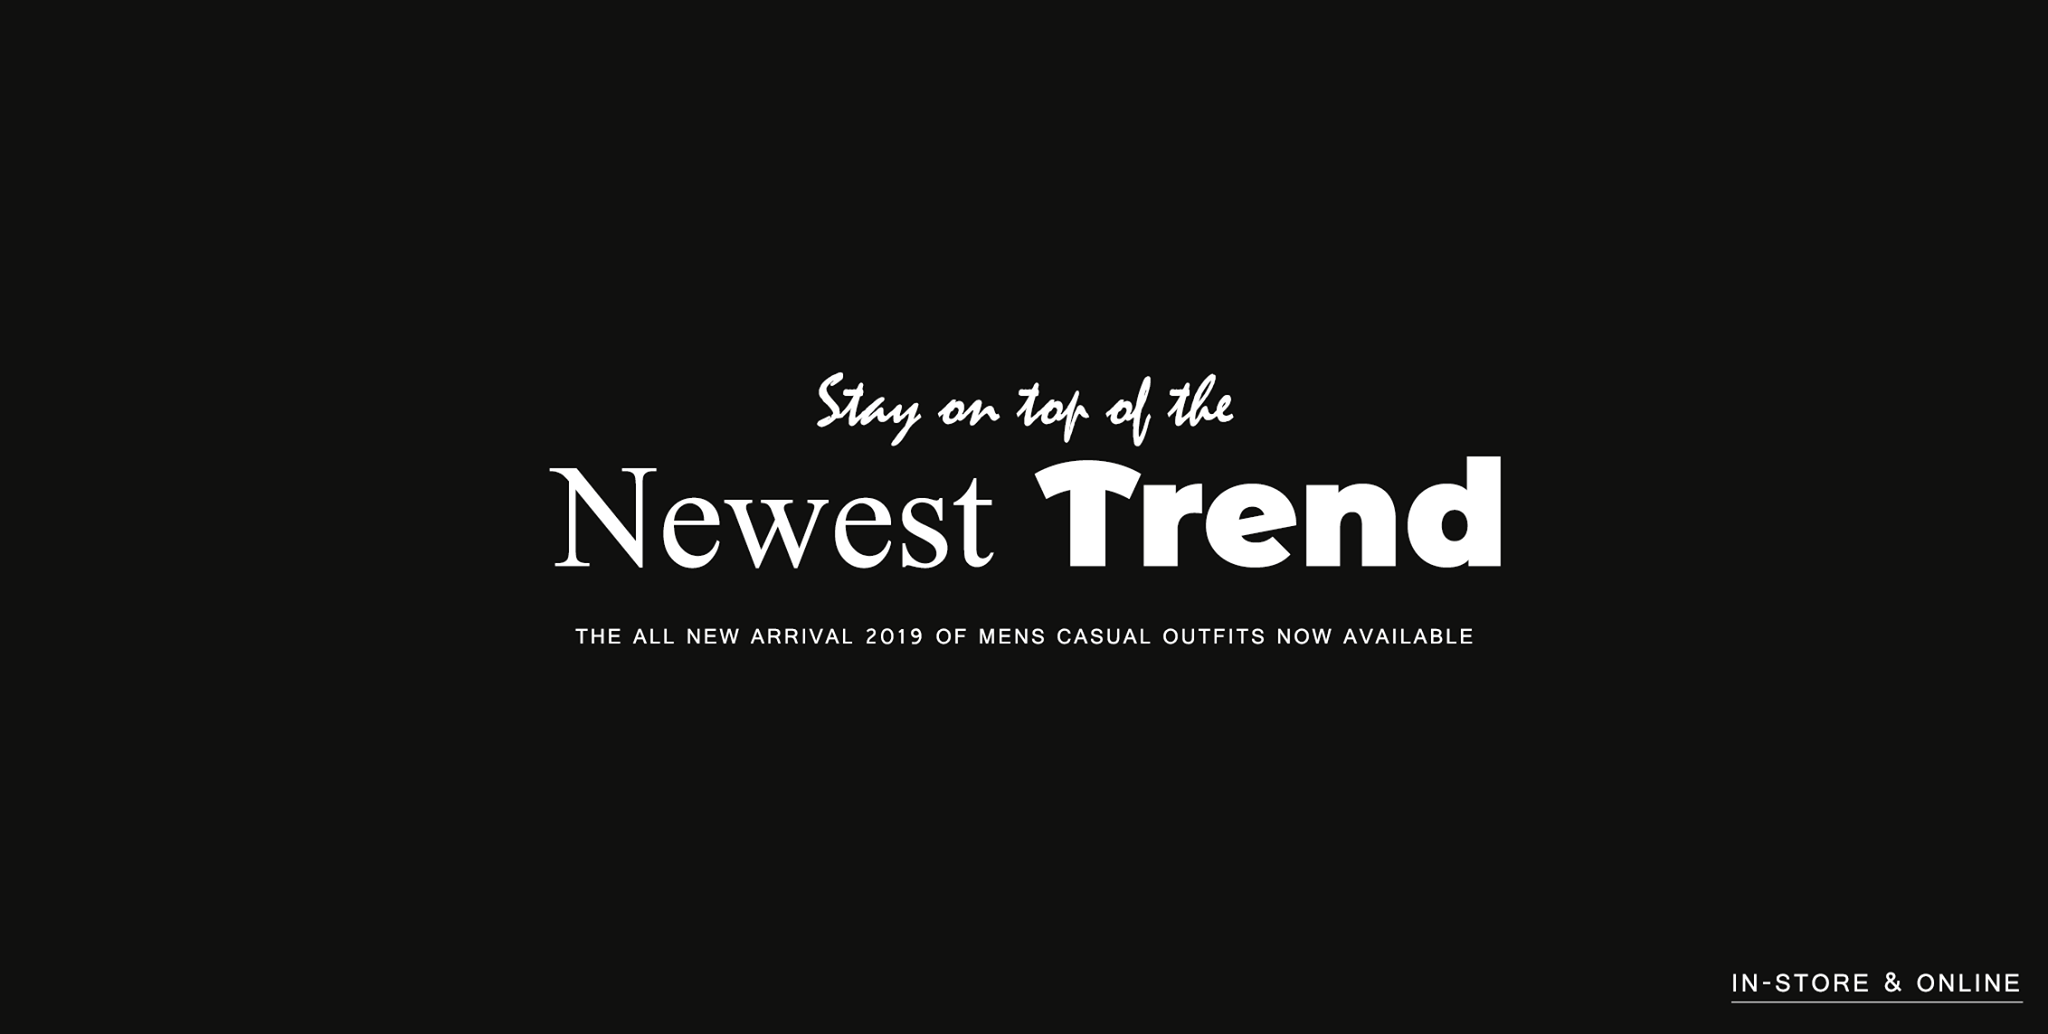 Stay on top of the
Newest Trend
THE ALL NEW ARRIVAL 2019 OF MENS CASUAL OUTFITS NOW AVAILABLE
IN-STORE & ONLINE